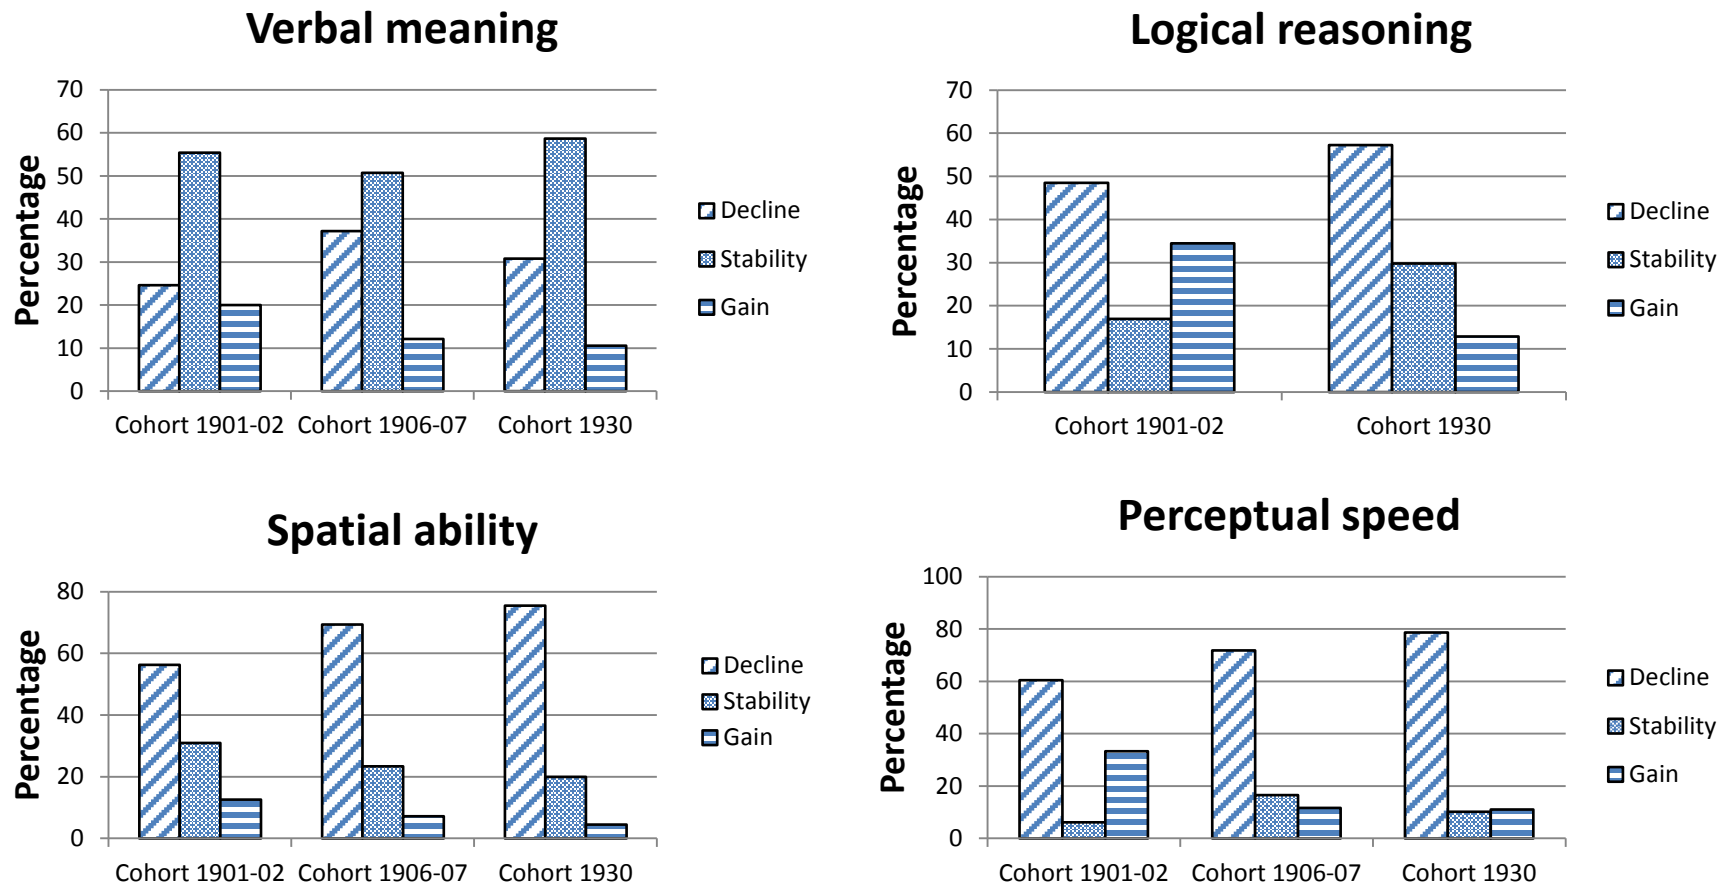 Verbal meaning
Percentage
70
60
50
40
30
20
10
0
Cohort 1901-02 Cohort 1906-07 Cohort 1930
Decline
Stability
Gain
Logical reasoning
Percentage
70
60
50
40
30
20
10
0
Cohort 1901-02 Cohort 1930
Decline
Stability
Gain
Spatial ability
Percentage
80
60
40
20
0
Cohort 1901-02 Cohort 1906-07 Cohort 1930
Decline
Stability
Gain
Perceptual speed
Percentage
100
80
60
40
20
0
Cohort 1901-02 Cohort 1906-07 Cohort 1930
Decline
Stability
Gain